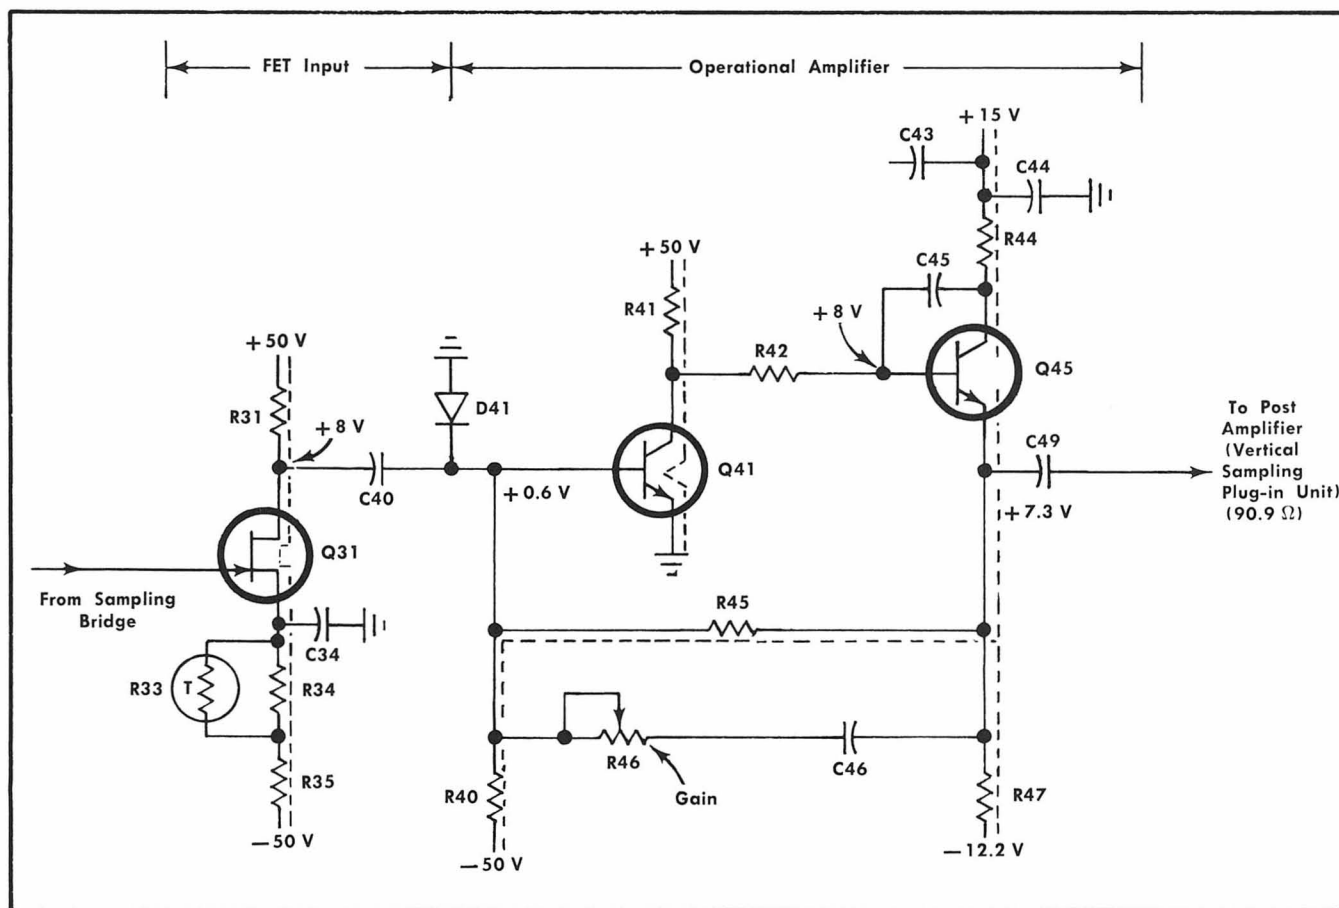 FET Input
Operational Amplifier
+15 V
C43
C44
R44
+50 V
C45
R41
+8 V
R42
Q45
+50 V
D41
R31
+8 V
C40
Q41
+0.6 V
C49
+7.3 V
To Post
Amplifier
(Vertical
Sampling
Plug-in Unit)
(90.9 Ω)
Q31
From Sampling
Bridge
C34
R45
R33
T
R34
R46
C46
Gain
R35
R40
R47
−50 V
−50 V
−12.2 V